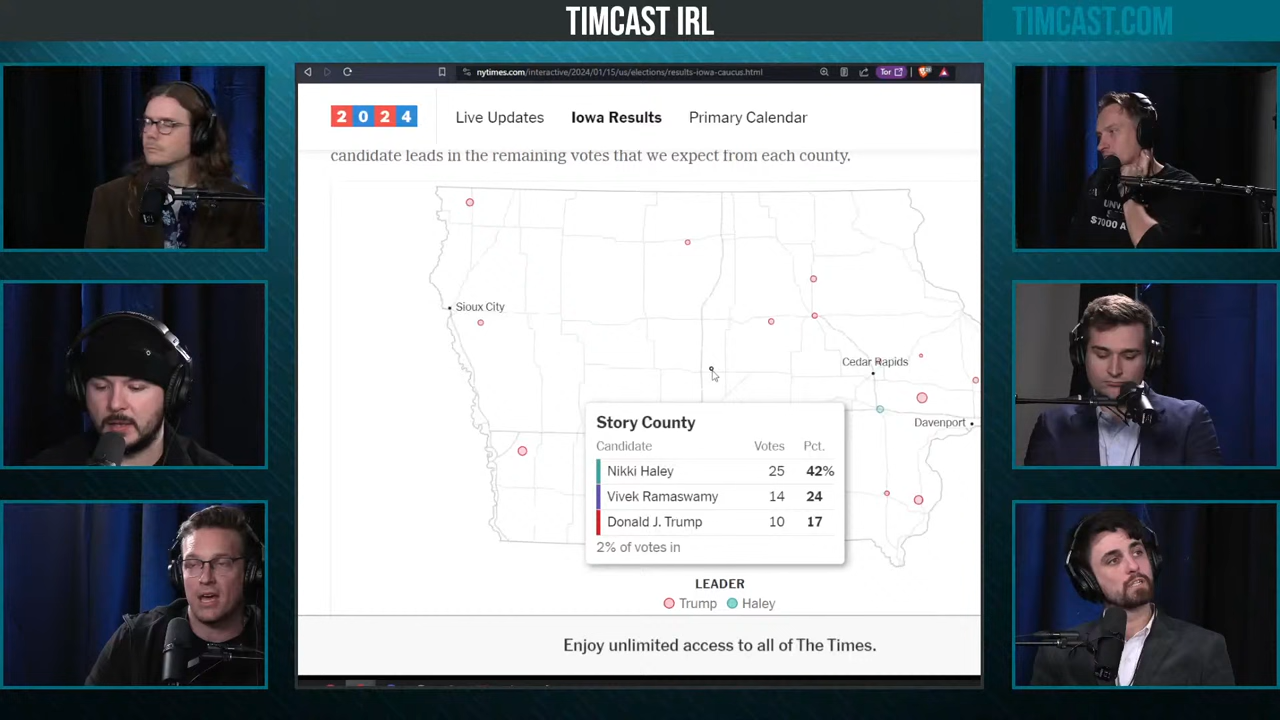 TIMCAST IRL
TIMCAST.COM
nytimes.com/interactive/2024/01/15/us/elections/results-iowa-caucus.html
Tor
2024
Live Updates
Iowa Results
Primary Calendar
candidate leads in the remaining votes that we expect from each county.
Sioux City
Cedar Rapids
Davenport
Story County
Candidate Votes Pct.
Nikki Haley 25 42%
Vivek Ramaswamy 14 24
Donald J. Trump 10 17
2% of votes in
LEADER
Trump Haley
Enjoy unlimited access to all of The Times.
$7000 A